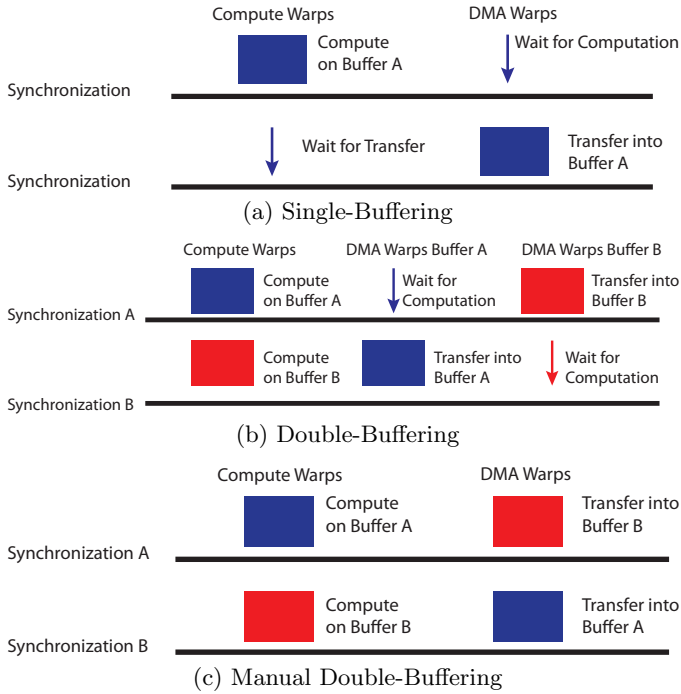 Compute Warps
DMA Warps
Compute
on Buffer A
Wait for Computation
Synchronization
Wait for Transfer
Transfer into
Buffer A
Synchronization
(a) Single-Buffering
Compute Warps
DMA Warps Buffer A
DMA Warps Buffer B
Compute
on Buffer A
Wait for
Computation
Transfer into
Buffer B
Synchronization A
Compute
on Buffer B
Transfer into
Buffer A
Wait for
Computation
Synchronization B
(b) Double-Buffering
Compute Warps
DMA Warps
Compute
on Buffer A
Transfer into
Buffer B
Synchronization A
Compute
on Buffer B
Transfer into
Buffer A
Synchronization B
(c) Manual Double-Buffering